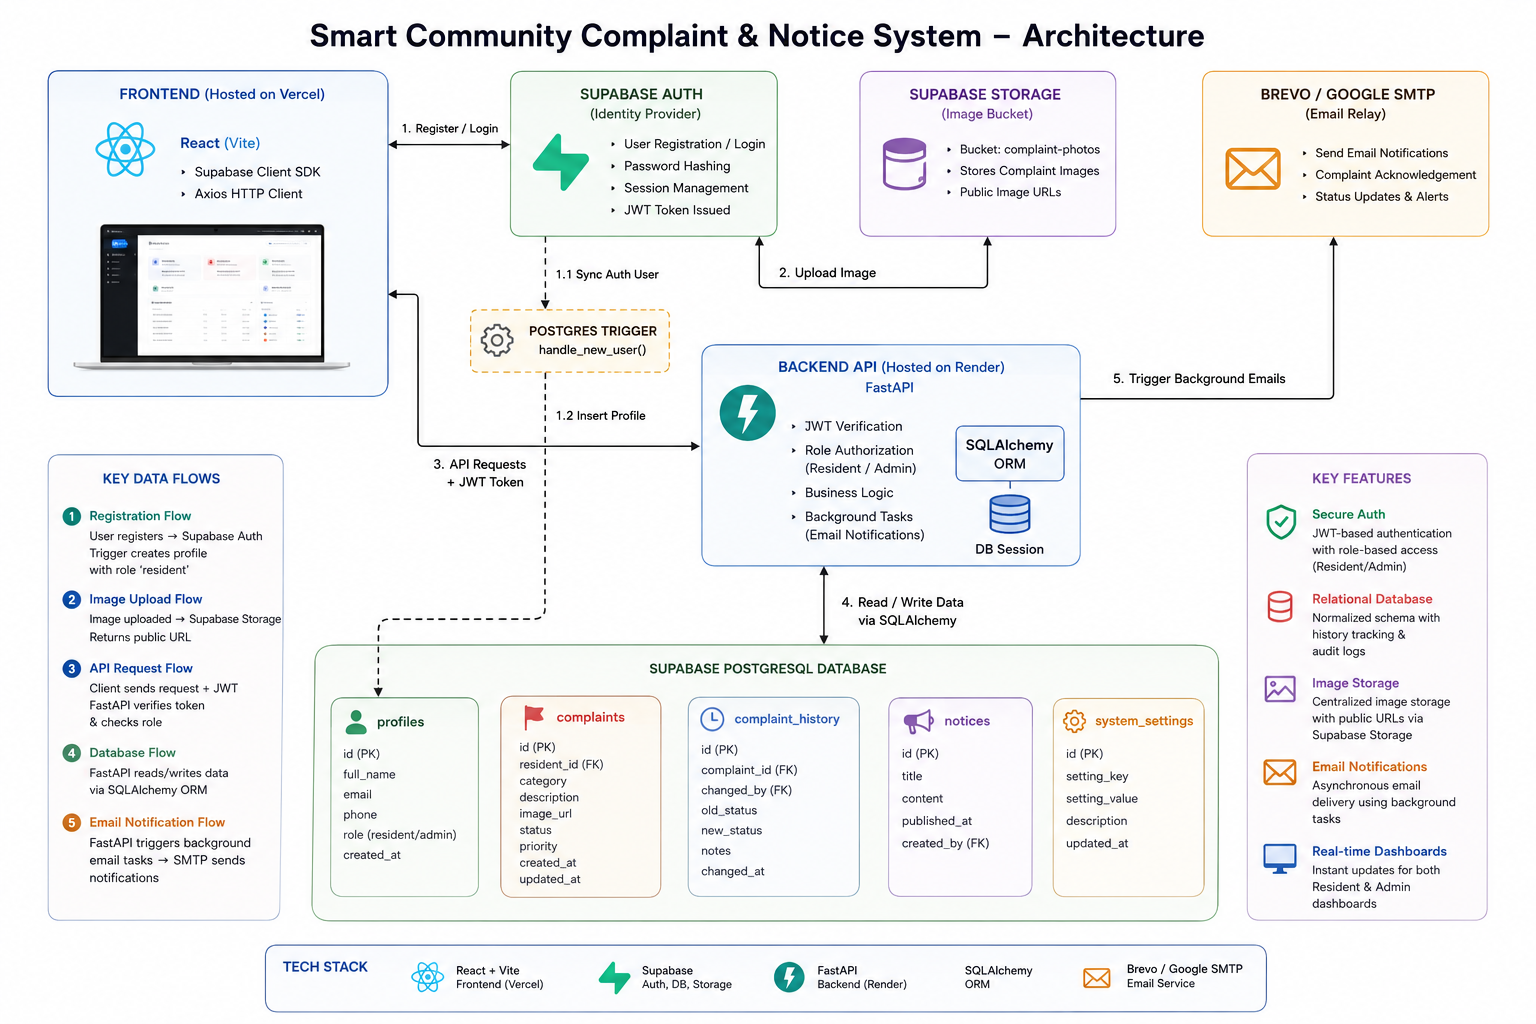 Smart Community Complaint & Notice System – Architecture
FRONTEND (Hosted on Vercel)
React (Vite)
‣ Supabase Client SDK
‣ Axios HTTP Client
1. Register / Login
SUPABASE AUTH
(Identity Provider)
‣ User Registration / Login
‣ Password Hashing
‣ Session Management
‣ JWT Token Issued
SUPABASE STORAGE
(Image Bucket)
‣ Bucket: complaint-photos
‣ Stores Complaint Images
‣ Public Image URLs
BREVO / GOOGLE SMTP
(Email Relay)
‣ Send Email Notifications
‣ Complaint Acknowledgement
‣ Status Updates & Alerts
1.1 Sync Auth User
2. Upload Image
POSTGRES TRIGGER
handle_new_user()
1.2 Insert Profile
3. API Requests
+ JWT Token
BACKEND API (Hosted on Render)
FastAPI
‣ JWT Verification
‣ Role Authorization
(Resident / Admin)
‣ Business Logic
‣ Background Tasks
(Email Notifications)
SQLAlchemy
ORM
DB Session
5. Trigger Background Emails
4. Read / Write Data
via SQLAlchemy
KEY DATA FLOWS
1 Registration Flow
User registers → Supabase Auth
Trigger creates profile
with role ‘resident’
2 Image Upload Flow
Image uploaded → Supabase Storage
Returns public URL
3 API Request Flow
Client sends request + JWT
FastAPI verifies token
& checks role
4 Database Flow
FastAPI reads/writes data
via SQLAlchemy ORM
5 Email Notification Flow
FastAPI triggers background
email tasks → SMTP sends
notifications
SUPABASE POSTGRESQL DATABASE
profiles
id (PK)
full_name
email
phone
role (resident/admin)
created_at
complaints
id (PK)
resident_id (FK)
category
description
image_url
status
priority
created_at
updated_at
complaint_history
id (PK)
complaint_id (FK)
changed_by (FK)
old_status
new_status
notes
changed_at
notices
id (PK)
title
content
published_at
created_by (FK)
system_settings
id (PK)
setting_key
setting_value
description
updated_at
KEY FEATURES
Secure Auth
JWT-based authentication
with role-based access
(Resident/Admin)
Relational Database
Normalized schema with
history tracking &
audit logs
Image Storage
Centralized image storage
with public URLs via
Supabase Storage
Email Notifications
Asynchronous email
delivery using background
tasks
Real-time Dashboards
Instant updates for both
Resident & Admin
dashboards
TECH STACK
React + Vite
Frontend (Vercel)
Supabase
Auth, DB, Storage
FastAPI
Backend (Render)
SQLAlchemy
ORM
Brevo / Google SMTP
Email Service